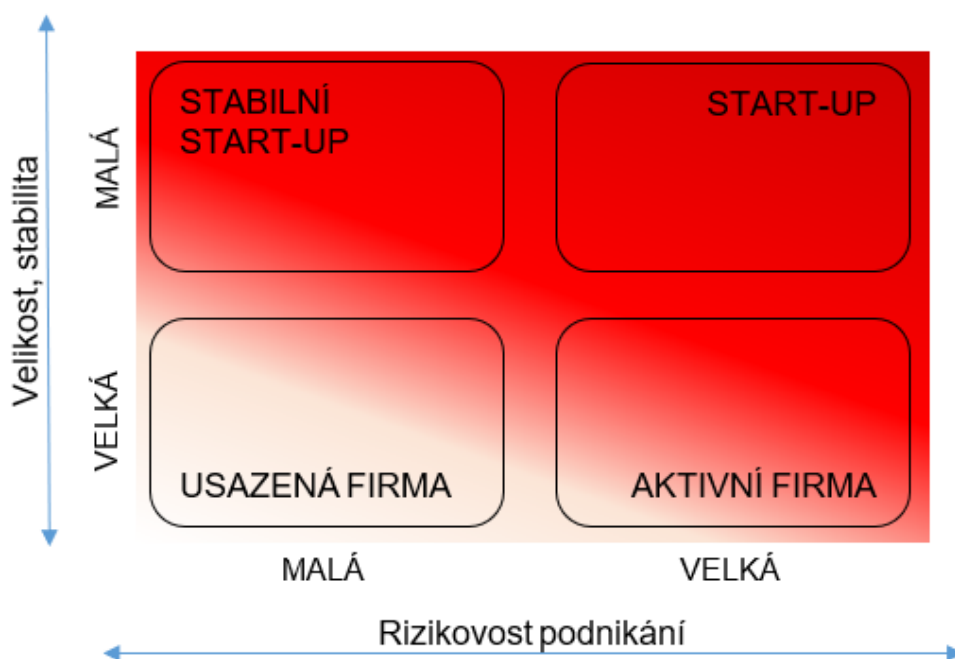 Velikost, stabilita
MALÁ
VELKÁ
STABILNÍ
START-UP
START-UP
USAZENÁ FIRMA
AKTIVNÍ FIRMA
MALÁ
VELKÁ
Rizikovost podnikání